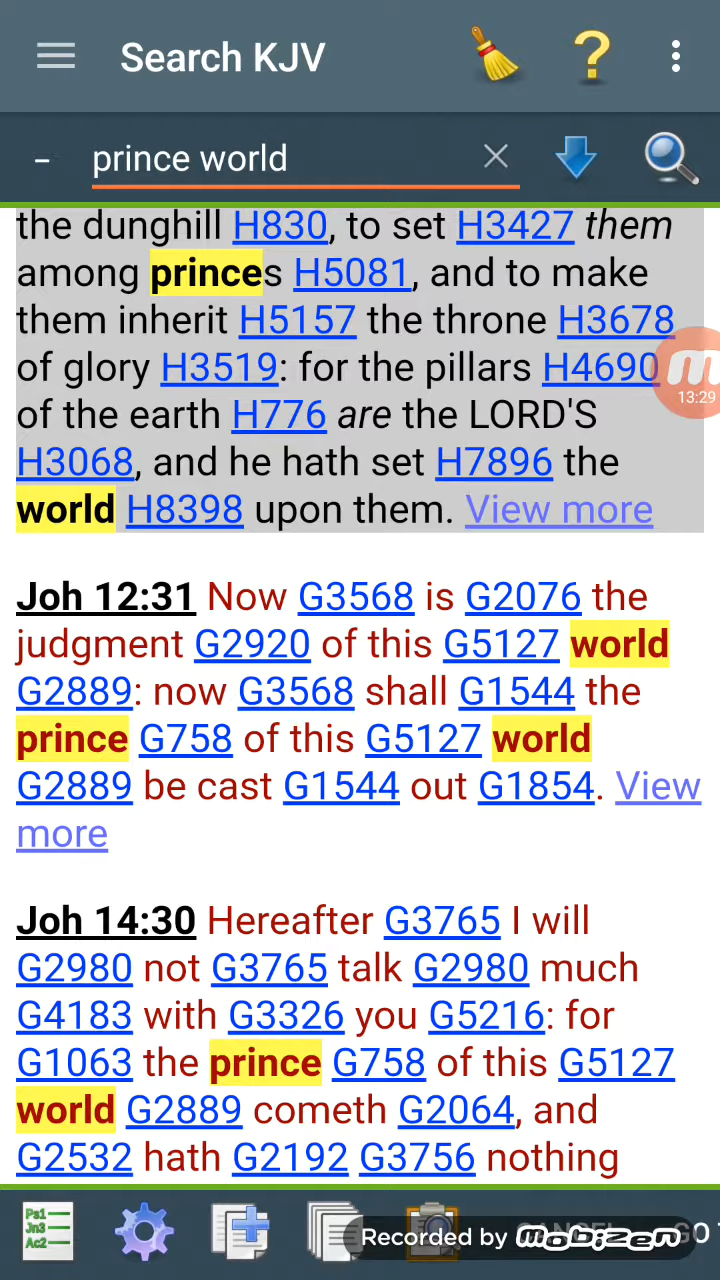 Search KJV
prince world
the dunghill H830, to set H3427 them
among princes H5081, and to make
them inherit H5157 the throne H3678
of glory H3519: for the pillars H4690
of the earth H776 are the LORD'S
H3068, and he hath set H7896 the
world H8398 upon them. View more
13:29
Joh 12:31 Now G3568 is G2076 the
judgment G2920 of this G5127 world
G2889: now G3568 shall G1544 the
prince G758 of this G5127 world
G2889 be cast G1544 out G1854. View
more
Joh 14:30 Hereafter G3765 I will
G2980 not G3765 talk G2980 much
G4183 with G3326 you G5216: for
G1063 the prince G758 of this G5127
world G2889 cometh G2064, and
G2532 hath G2192 G3756 nothing
Ps1
Jn3
Ac2
Recorded by mobizen